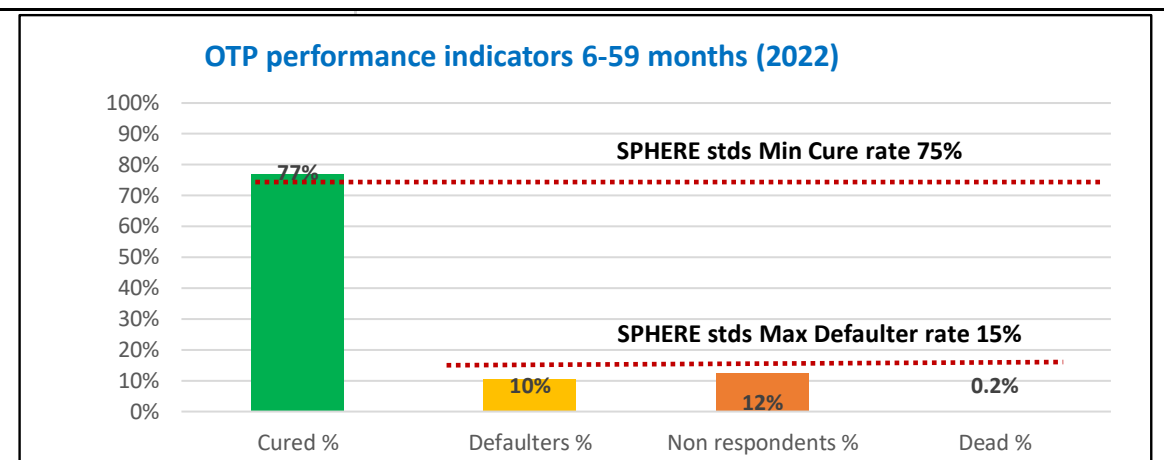 OTP performance indicators 6-59 months (2022)
100%
90%
80%
70%
60%
50%
40%
30%
20%
10%
0%
SPHERE stds Min Cure rate 75%
77%
SPHERE stds Max Defaulter rate 15%
10%
12%
0.2%
Cured %
Defaulters %
Non respondents %
Dead %